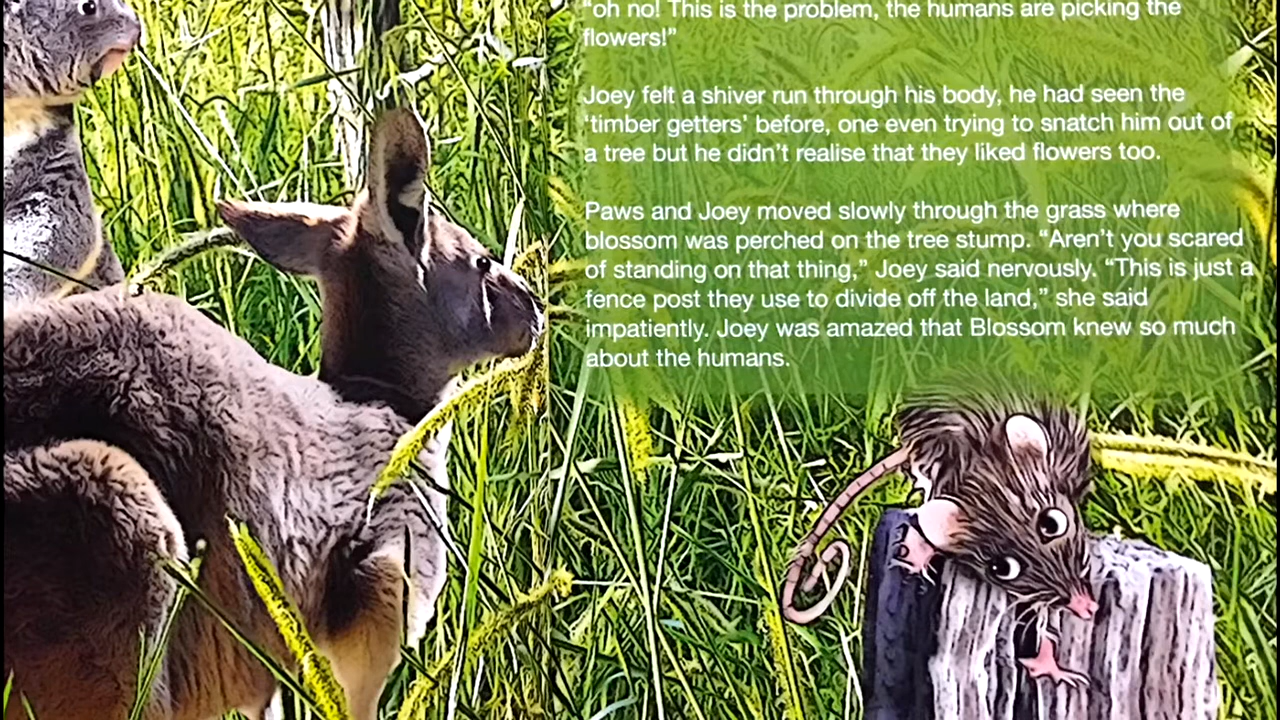 "oh no! This is the problem, the humans are picking the
flowers!”
Joey felt a shiver run through his body, he had seen the
‘timber getters’ before, one even trying to snatch him out of
a tree but he didn’t realise that they liked flowers too.
Paws and Joey moved slowly through the grass where
blossom was perched on the tree stump. “Aren’t you scared
of standing on that thing,” Joey said nervously. “This is just a
fence post they use to divide off the land,” she said
impatiently. Joey was amazed that Blossom knew so much
about the humans.